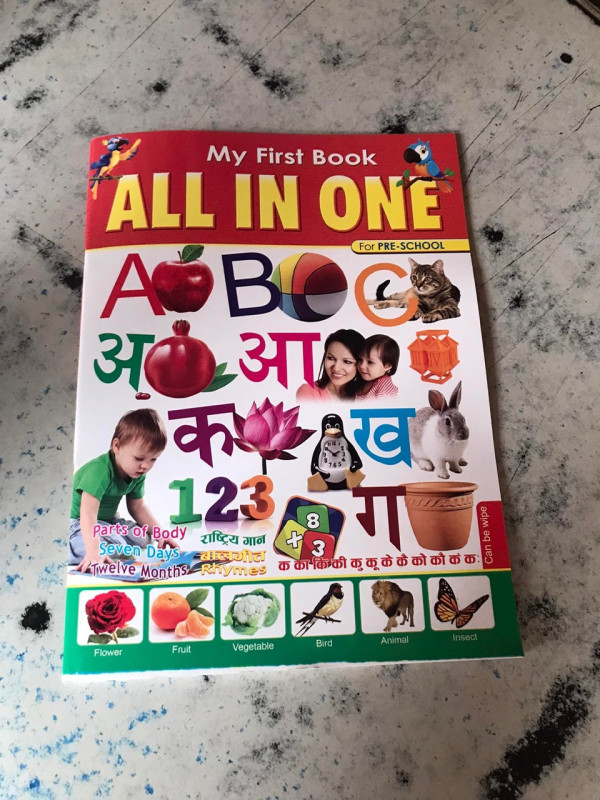 My First Book
ALL IN ONE
For PRE-SCHOOL
A B C
अ आ
क ख
123
ग
8
×
3
Parts of Body
Seven Days
Twelve Months
राष्ट्रिय गान
बालगीत
Rhymes
क का कि की कु कू के कै को कौ कं कः
Can be wipe
Flower Fruit Vegetable Bird Animal Insect